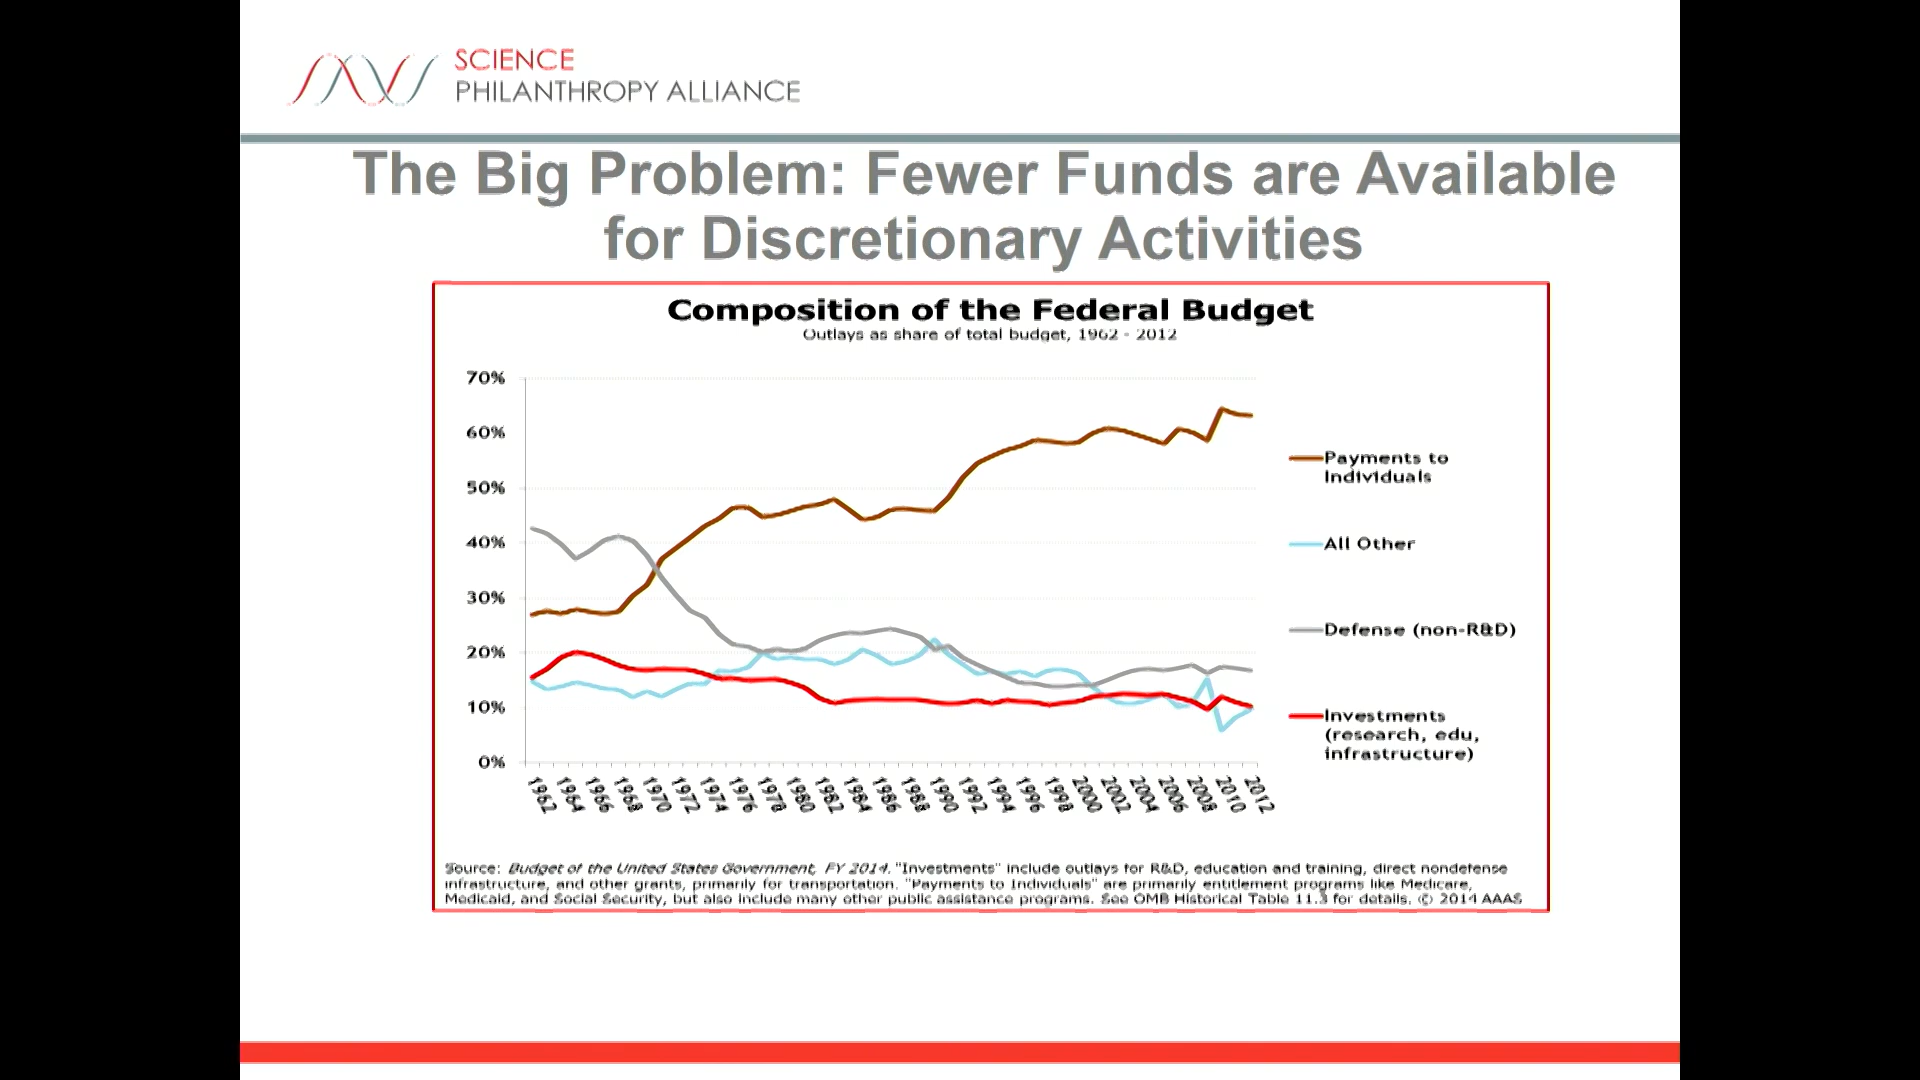 SCIENCE
PHILANTHROPY ALLIANCE
The Big Problem: Fewer Funds are Available
for Discretionary Activities
Composition of the Federal Budget
Outlays as share of total budget, 1962 - 2012
70%
60%
50%
40%
30%
20%
10%
0%
1962 1964 1966 1968 1970 1972 1974 1976 1978 1980 1982 1984 1986 1988 1990 1992 1994 1996 1998 2000 2002 2004 2006 2008 2010 2012
Payments to
Individuals
All Other
Defense (non-R&D)
Investments
(research, edu,
infrastructure)
Source: Budget of the United States Government, FY 2014. "Investments" include outlays for R&D, education and training, direct nondefense
infrastructure, and other grants, primarily for transportation. "Payments to Individuals" are primarily entitlement programs like Medicare,
Medicaid, and Social Security, but also include many other public assistance programs. See OMB Historical Table 11.3 for details. © 2014 AAAS